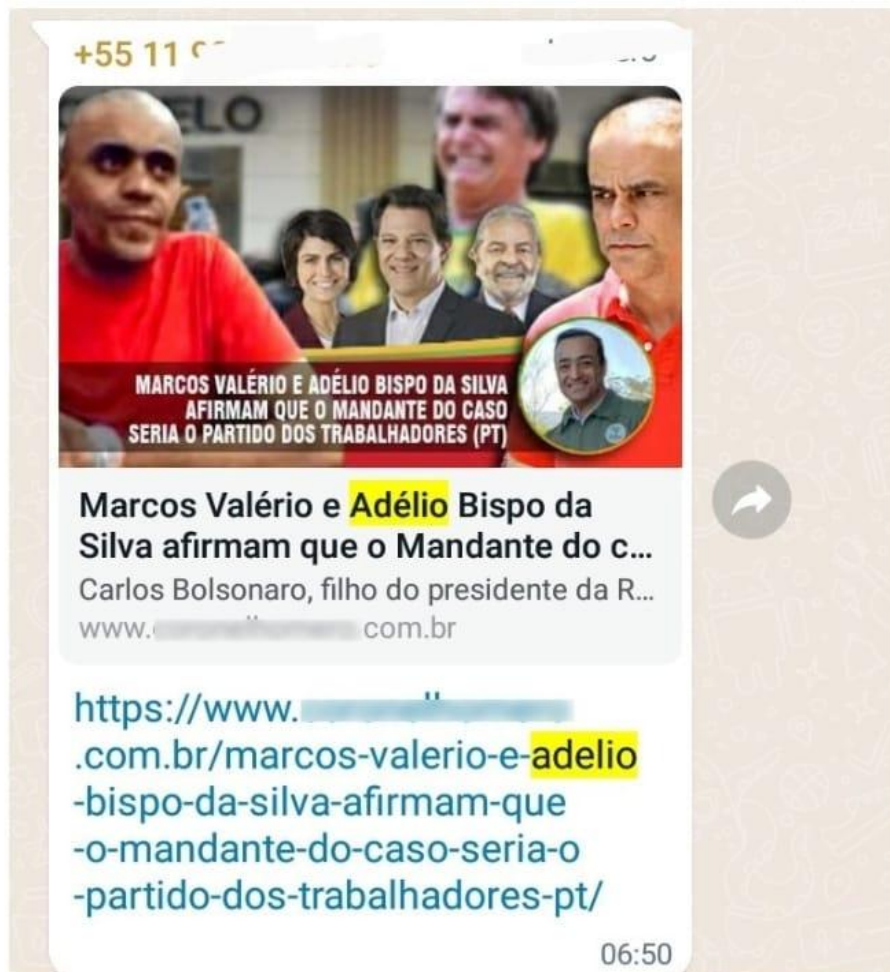 +55 11
ELO
MARCOS VALÉRIO E ADÉLIO BISPO DA SILVA
AFIRMAM QUE O MANDANTE DO CASO
SERIA O PARTIDO DOS TRABALHADORES (PT)
Marcos Valério e Adélio Bispo da
Silva afirmam que o Mandante do c...
Carlos Bolsonaro, filho do presidente da R...
www. .com.br
https://www.
.com.br/marcos-valerio-e-adelio
-bispo-da-silva-afirmam-que
-o-mandante-do-caso-seria-o
-partido-dos-trabalhadores-pt/
06:50